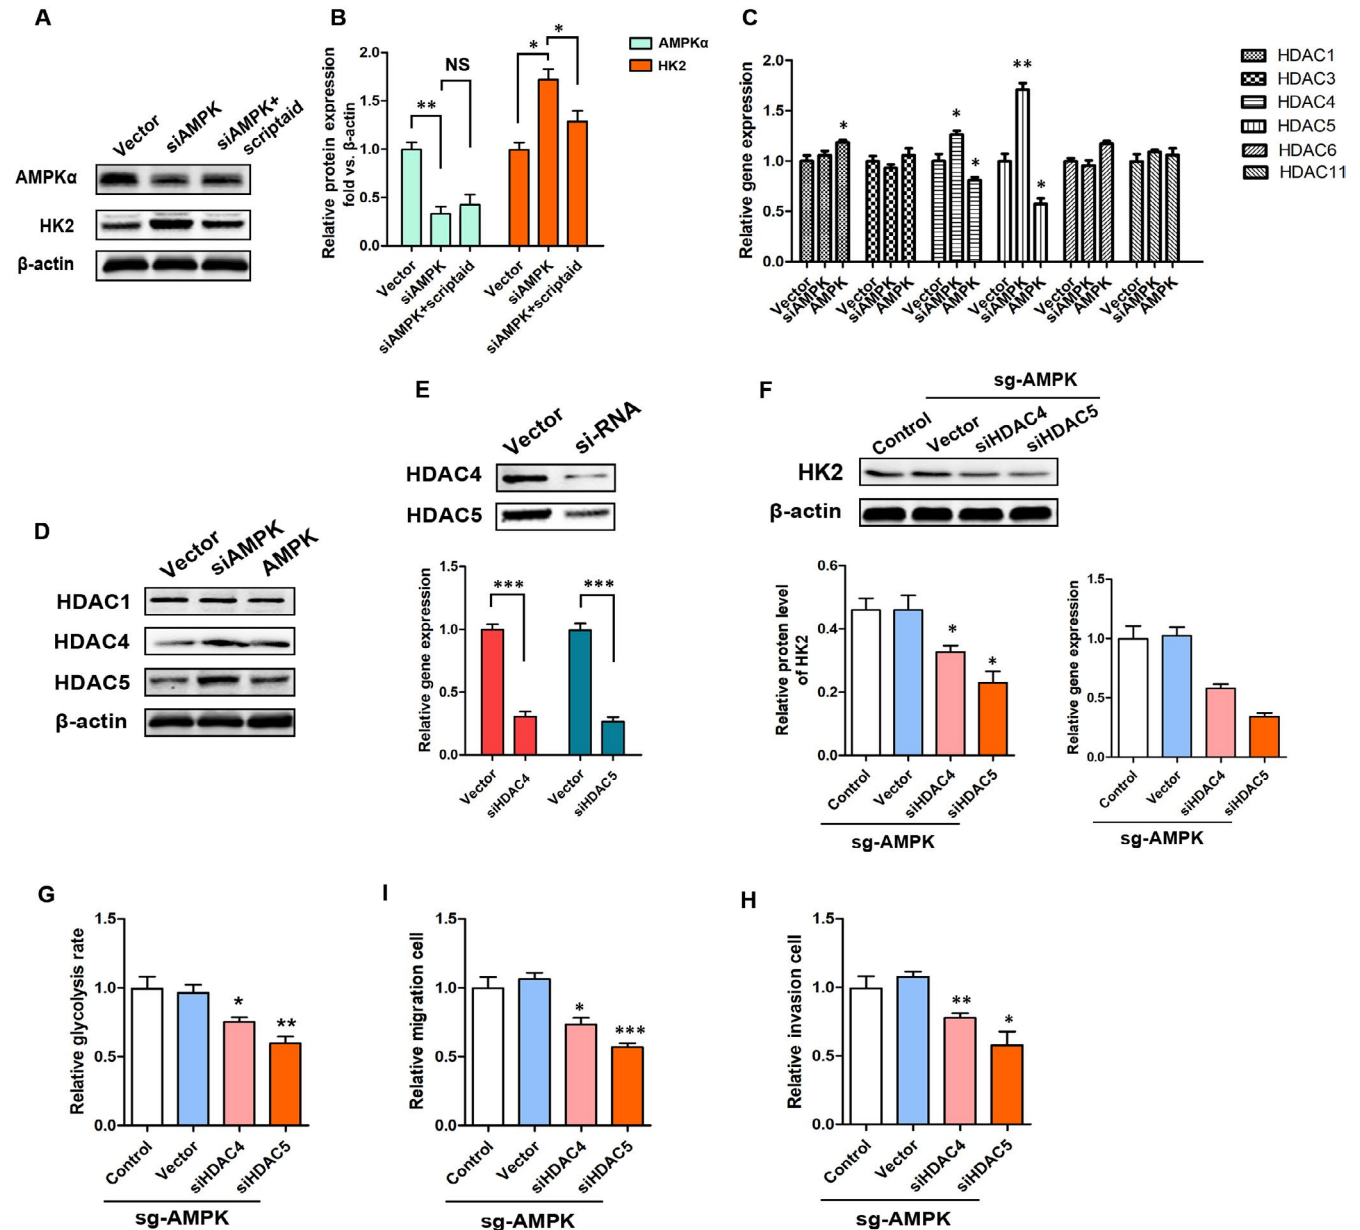 A
Vector
siAMPK
siAMPK+
scriptaid
AMPKα
HK2
β-actin
B
Relative protein expression
fold vs. β-actin
2.0
1.5
1.0
0.5
0.0
**
NS
*
*
AMPKα
HK2
Vector
siAMPK
siAMPK+scriptaid
Vector
siAMPK
siAMPK+scriptaid
C
Relative gene expression
2.0
1.5
1.0
0.5
0.0
*
*
*
**
*
HDAC1
HDAC3
HDAC4
HDAC5
HDAC6
HDAC11
Vector
siAMPK
AMPK
Vector
siAMPK
AMPK
Vector
siAMPK
AMPK
Vector
siAMPK
AMPK
Vector
siAMPK
AMPK
Vector
siAMPK
AMPK
D
Vector
siAMPK
AMPK
HDAC1
HDAC4
HDAC5
β-actin
E
Vector
si-RNA
HDAC4
HDAC5
Relative gene expression
1.5
1.0
0.5
0.0
***
***
Vector
siHDAC4
Vector
siHDAC5
F
sg-AMPK
Control
Vector
siHDAC4
siHDAC5
HK2
β-actin
Relative proten level
of HK2
0.6
0.4
0.2
0.0
*
*
Control
Vector
siHDAC4
siHDAC5
sg-AMPK
Relative gene expression
1.5
1.0
0.5
0.0
Control
Vector
siHDAC4
siHDAC5
sg-AMPK
G
Relative glycolysis rate
1.5
1.0
0.5
0.0
*
**
Control
Vector
siHDAC4
siHDAC5
sg-AMPK
I
Relative migration cell
1.5
1.0
0.5
0.0
*
***
Control
Vector
siHDAC4
siHDAC5
sg-AMPK
H
Relative invasion cell
1.5
1.0
0.5
0.0
**
*
Control
Vector
siHDAC4
siHDAC5
sg-AMPK